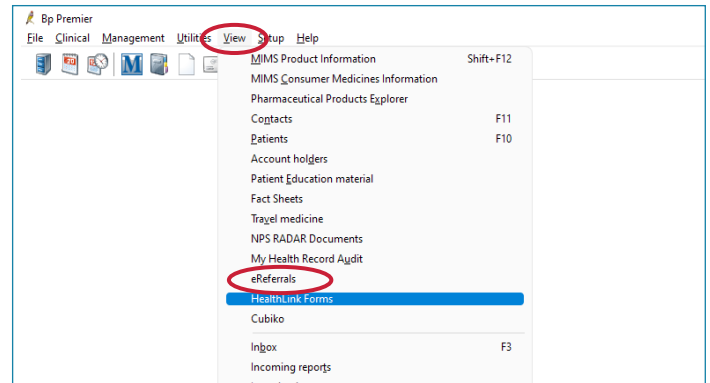 Bp Premier
File Clinical Management Utilities View Setup Help
MIMS Product Information Shift+F12
MIMS Consumer Medicines Information
Pharmaceutical Products Explorer
Contacts F11
Patients F10
Account holders
Patient Education material
Fact Sheets
Travel medicine
NPS RADAR Documents
My Health Record Audit
eReferrals
HealthLink Forms
Cubiko
Inbox F3
Incoming reports